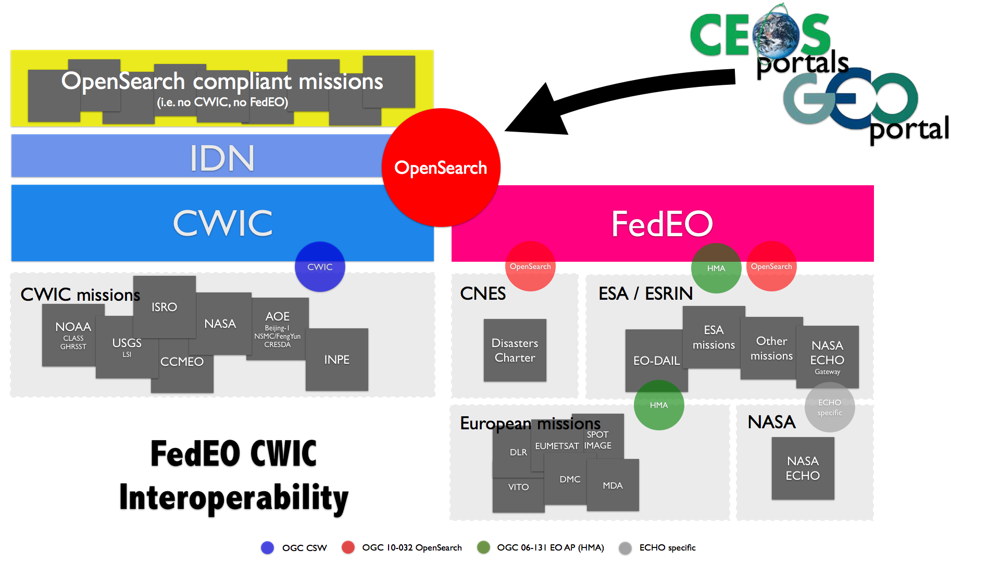 CEOS
portals
GEO
portal
OpenSearch compliant missions
(i.e. no CWIC, no FedEO)
IDN
OpenSearch
CWIC
FedEO
CWIC
OpenSearch
HMA
OpenSearch
CWIC missions
NOAA
CLASS
GHRSST
USGS
LSI
ISRO
CCMEO
NASA
AOE
Beijing-1
NSMC/FengYun
CRESDA
INPE
CNES
Disasters
Charter
ESA / ESRIN
EO-DAIL
ESA
missions
Other
missions
NASA
ECHO
Gateway
HMA
ECHO
specific
European missions
DLR
EUMETSAT
SPOT
IMAGE
VITO
DMC
MDA
NASA
NASA
ECHO
FedEO CWIC
Interoperability
OGC CSW
OGC 10-032 OpenSearch
OGC 06-131 EO AP (HMA)
ECHO specific